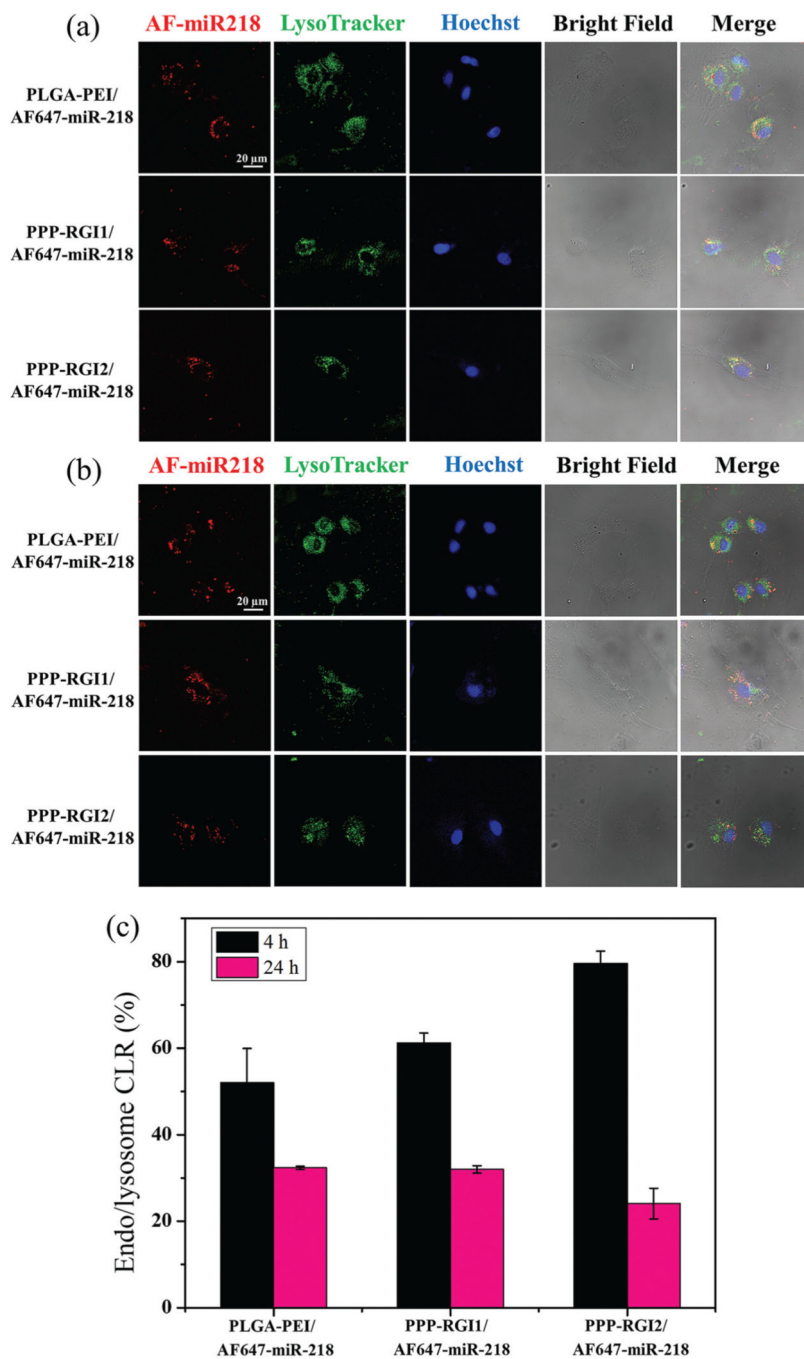 (a)
AF-miR218 LysoTracker Hoechst Bright Field Merge
PLGA-PEI/
AF647-miR-218
20 μm
PPP-RGI1/
AF647-miR-218
PPP-RGI2/
AF647-miR-218
(b)
AF-miR218 LysoTracker Hoechst Bright Field Merge
PLGA-PEI/
AF647-miR-218
20 μm
PPP-RGI1/
AF647-miR-218
PPP-RGI2/
AF647-miR-218
(c)
4 h
24 h
Endo/lysosome CLR (%)
80
60
40
20
0
PLGA-PEI/ PPP-RGI1/ PPP-RGI2/
AF647-miR-218 AF647-miR-218 AF647-miR-218